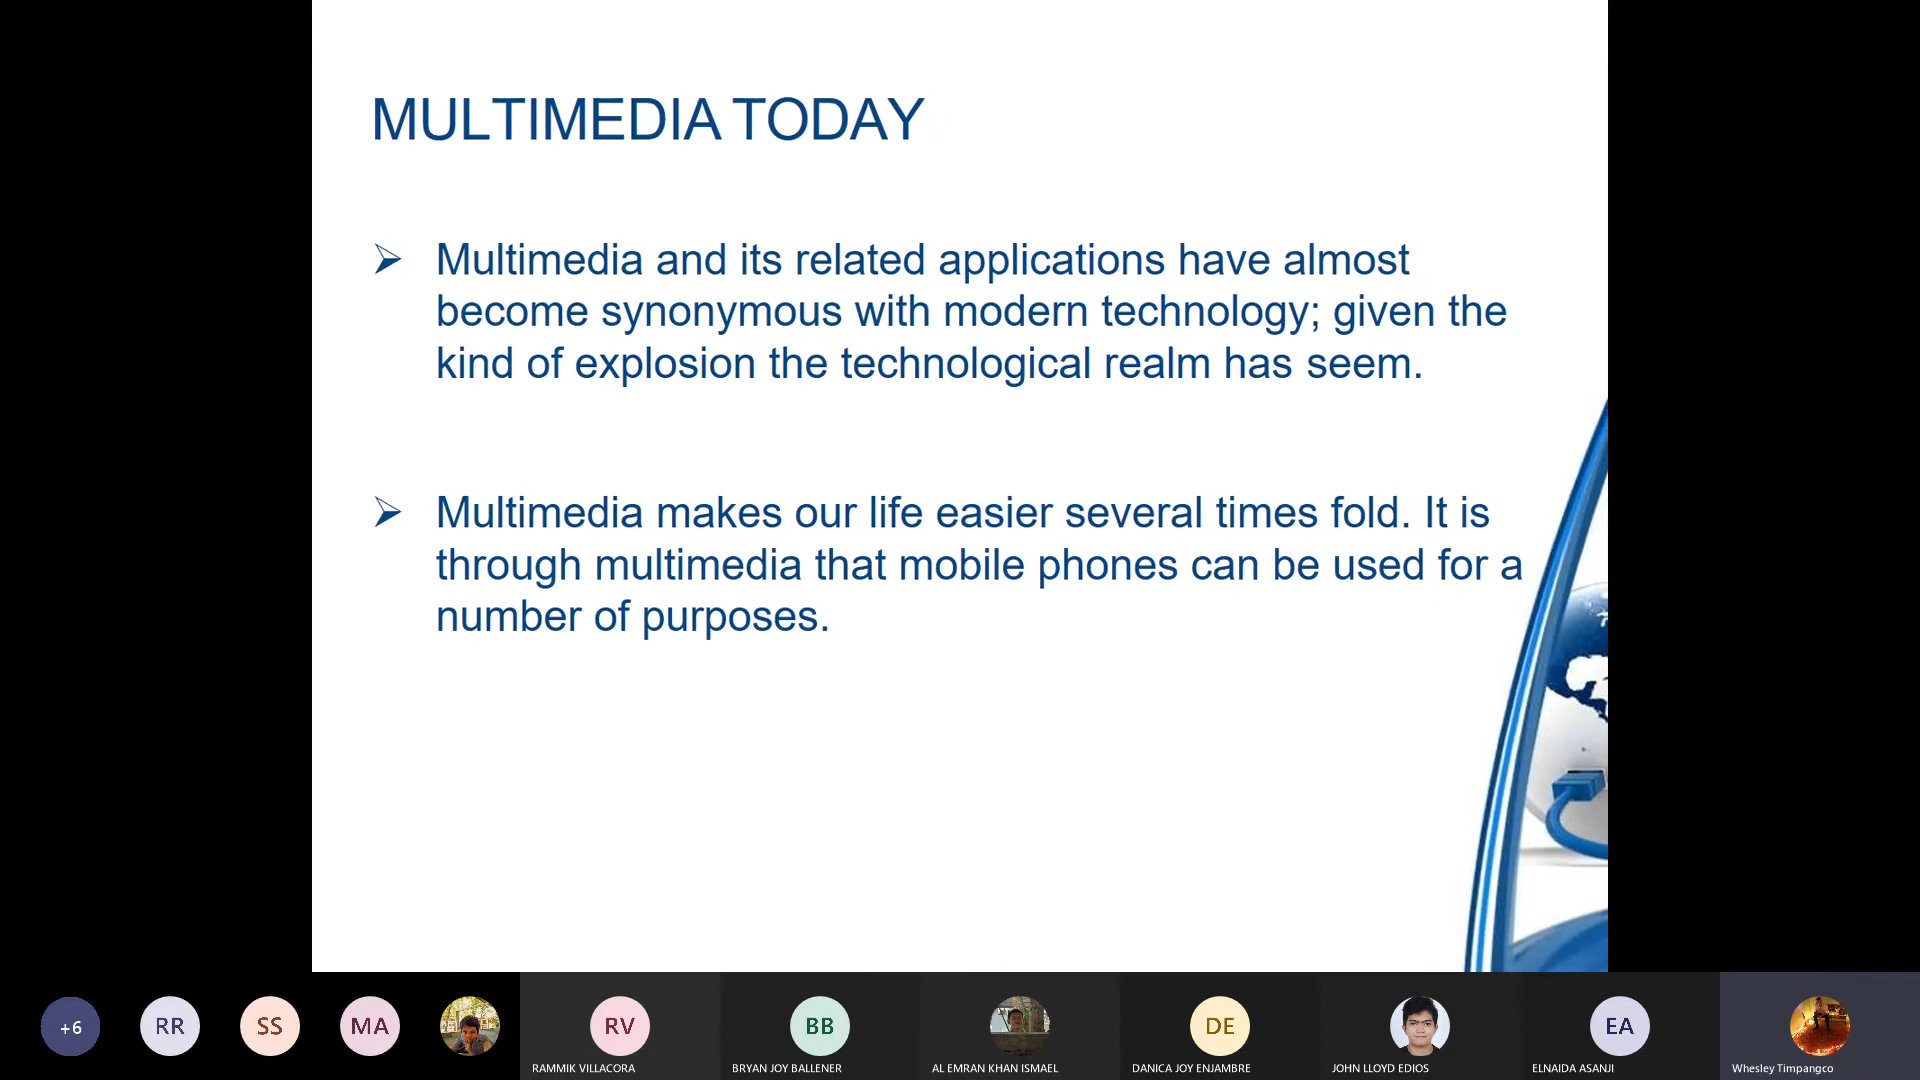 MULTIMEDIA TODAY
➢ Multimedia and its related applications have almost
become synonymous with modern technology; given the
kind of explosion the technological realm has seem.
➢ Multimedia makes our life easier several times fold. It is
through multimedia that mobile phones can be used for a
number of purposes.
+6
RR
SS
MA
RV
BB
DE
EA
RAMMIK VILLACORA
BRYAN JOY BALLENER
AL EMRAN KHAN ISMAEL
DANICA JOY ENJAMBRE
JOHN LLOYD EDIOS
ELNAIDA ASANJI
Whesley Timpangco